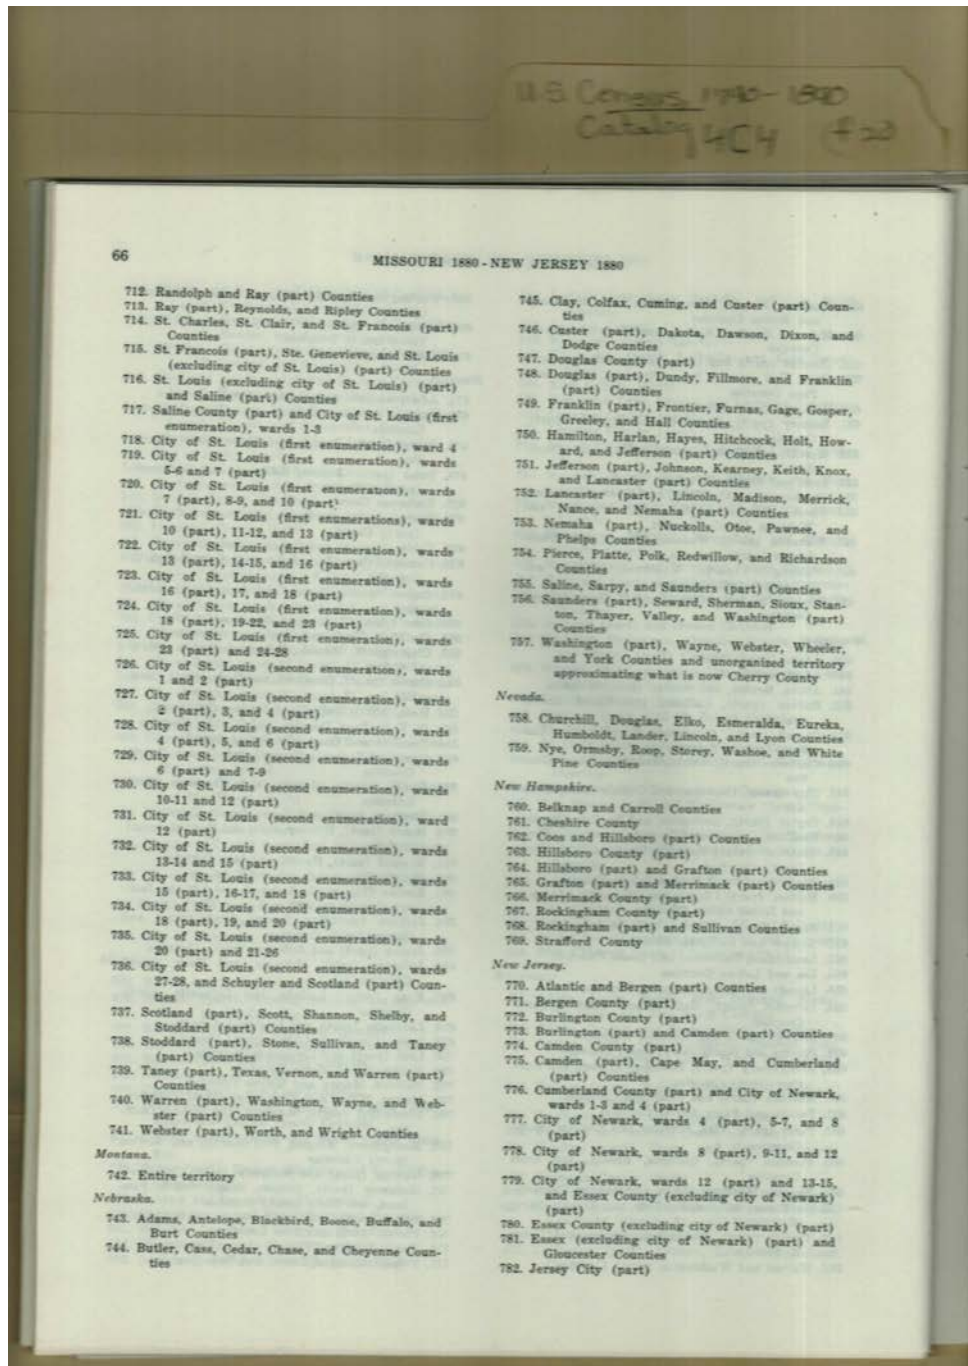 U.S. Census, 1790-1890
Catalog 4C4
66
MISSOURI 1880 - NEW JERSEY 1880
712. Randolph and Ray (part) Counties
713. Ray (part), Reynolds, and Ripley Counties
714. St. Charles, St. Clair, and St. Francois (part)
Counties
715. St. Francois (part), Ste. Genevieve, and St. Louis
(excluding city of St. Louis) (part) Counties
716. St. Louis (excluding city of St. Louis) (part)
and Saline (part) Counties
717. Saline County (part) and City of St. Louis (first
enumeration), wards 1-3
718. City of St. Louis (first enumeration), ward 4
719. City of St. Louis (first enumeration), wards
5-6 and 7 (part)
720. City of St. Louis (first enumeration), wards
7 (part), 8-9, and 10 (part)
721. City of St. Louis (first enumerations), wards
10 (part), 11-12, and 13 (part)
722. City of St. Louis (first enumeration), wards
13 (part), 14-15, and 16 (part)
723. City of St. Louis (first enumeration), wards
16 (part), 17, and 18 (part)
724. City of St. Louis (first enumeration), wards
18 (part), 19-22, and 23 (part)
725. City of St. Louis (first enumeration), wards
23 (part) and 24-28
726. City of St. Louis (second enumeration), wards
1 and 2 (part)
727. City of St. Louis (second enumeration), wards
2 (part), 3, and 4 (part)
728. City of St. Louis (second enumeration), wards
4 (part), 5, and 6 (part)
729. City of St. Louis (second enumeration), wards
6 (part) and 7-9
730. City of St. Louis (second enumeration), wards
10-11 and 12 (part)
731. City of St. Louis (second enumeration), ward
12 (part)
732. City of St. Louis (second enumeration), wards
13-14 and 15 (part)
733. City of St. Louis (second enumeration), wards
15 (part), 16-17, and 18 (part)
734. City of St. Louis (second enumeration), wards
18 (part), 19, and 20 (part)
735. City of St. Louis (second enumeration), wards
20 (part) and 21-26
736. City of St. Louis (second enumeration), wards
27-28, and Schuyler and Scotland (part) Coun-
ties
737. Scotland (part), Scott, Shannon, Shelby, and
Stoddard (part) Counties
738. Stoddard (part), Stone, Sullivan, and Taney
(part) Counties
739. Taney (part), Texas, Vernon, and Warren (part)
Counties
740. Warren (part), Washington, Wayne, and Web-
ster (part) Counties
741. Webster (part), Worth, and Wright Counties
Montana.
742. Entire territory
Nebraska.
743. Adams, Antelope, Blackbird, Boone, Buffalo, and
Burt Counties
744. Butler, Cass, Cedar, Chase, and Cheyenne Coun-
ties
745. Clay, Colfax, Cuming, and Custer (part) Coun-
ties
746. Custer (part), Dakota, Dawson, Dixon, and
Dodge Counties
747. Douglas County (part)
748. Douglas (part), Dundy, Fillmore, and Franklin
(part) Counties
749. Franklin (part), Frontier, Furnas, Gage, Gosper,
Greeley, and Hall Counties
750. Hamilton, Harlan, Hayes, Hitchcock, Holt, How-
ard, and Jefferson (part) Counties
751. Jefferson (part), Johnson, Kearney, Keith, Knox,
and Lancaster (part) Counties
752. Lancaster (part), Lincoln, Madison, Merrick,
Nance, and Nemaha (part) Counties
753. Nemaha (part), Nuckolls, Otoe, Pawnee, and
Phelps Counties
754. Pierce, Platte, Polk, Redwillow, and Richardson
Counties
755. Saline, Sarpy, and Saunders (part) Counties
756. Saunders (part), Seward, Sherman, Sioux, Stan-
ton, Thayer, Valley, and Washington (part)
Counties
757. Washington (part), Wayne, Webster, Wheeler,
and York Counties and unorganized territory
approximating what is now Cherry County
Nevada.
758. Churchill, Douglas, Elko, Esmeralda, Eureka,
Humboldt, Lander, Lincoln, and Lyon Counties
759. Nye, Ormsby, Roop, Storey, Washoe, and White
Pine Counties
New Hampshire.
760. Belknap and Carroll Counties
761. Cheshire County
762. Coos and Hillsboro (part) Counties
763. Hillsboro County (part)
764. Hillsboro (part) and Grafton (part) Counties
765. Grafton (part) and Merrimack (part) Counties
766. Merrimack County (part)
767. Rockingham County (part)
768. Rockingham (part) and Sullivan Counties
769. Strafford County
New Jersey.
770. Atlantic and Bergen (part) Counties
771. Bergen County (part)
772. Burlington County (part)
773. Burlington (part) and Camden (part) Counties
774. Camden County (part)
775. Camden (part), Cape May, and Cumberland
(part) Counties
776. Cumberland County (part) and City of Newark,
wards 1-3 and 4 (part)
777. City of Newark, wards 4 (part), 5-7, and 8
(part)
778. City of Newark, wards 8 (part), 9-11, and 12
(part)
779. City of Newark, wards 12 (part) and 13-15,
and Essex County (excluding city of Newark)
(part)
780. Essex County (excluding city of Newark) (part)
781. Essex (excluding city of Newark) (part) and
Gloucester Counties
782. Jersey City (part)